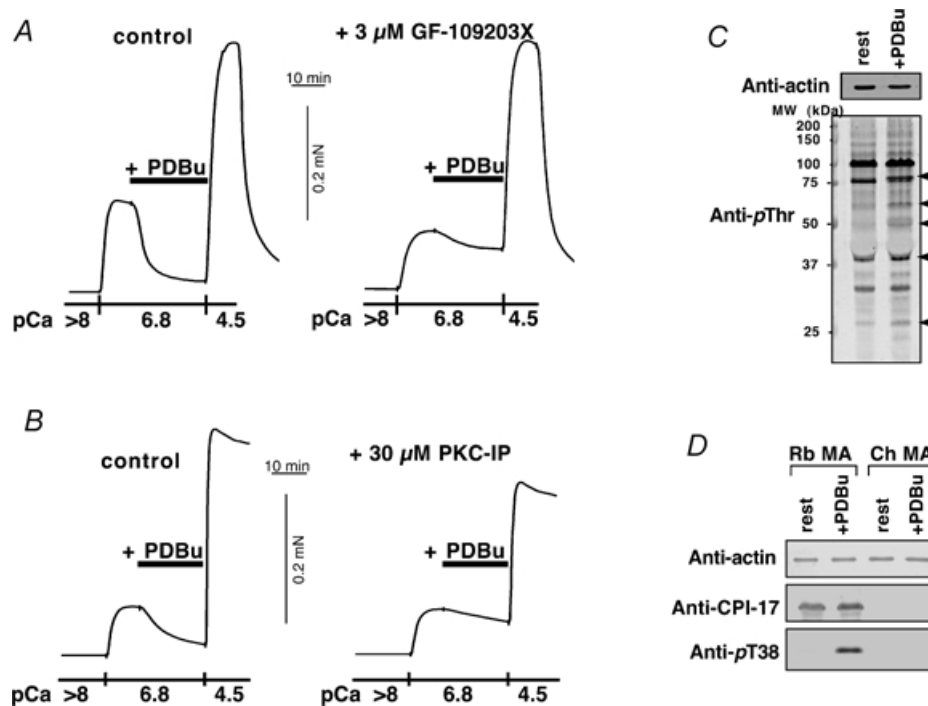 A
control
+ 3 µM GF-109203X
10 min
0.2 mN
+ PDBu
+ PDBu
pCa >8 6.8 4.5
pCa >8 6.8 4.5
B
control
+ 30 µM PKC-IP
10 min
0.2 mN
+ PDBu
+ PDBu
pCa >8 6.8 4.5
pCa >8 6.8 4.5
C
rest
+PDBu
Anti-actin
MW (kDa)
200
150
100
75
Anti-pThr
50
37
25
D
Rb MA Ch MA
rest
+PDBu
rest
+PDBu
Anti-actin
Anti-CPI-17
Anti-pT38